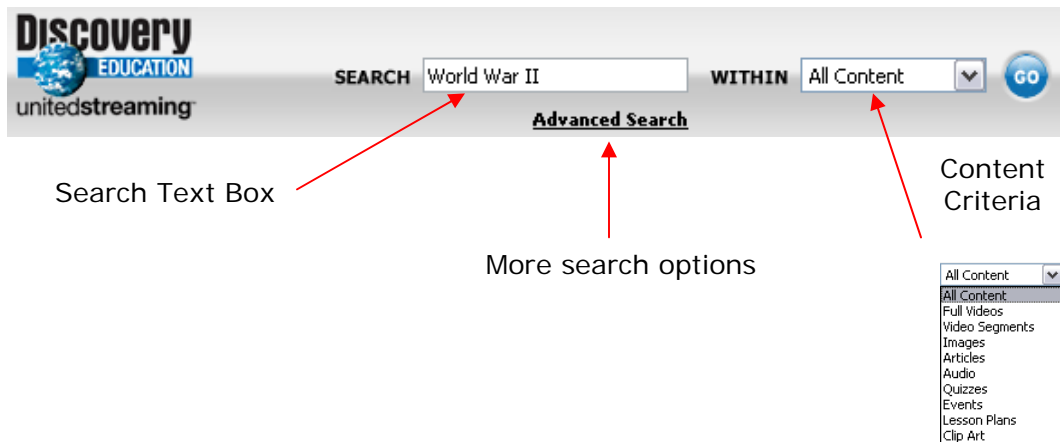 Discovery
EDUCATION
unitedstreaming
SEARCH World War II WITHIN All Content GO
Advanced Search
Search Text Box
Content
Criteria
More search options
All Content
All Content
Full Videos
Video Segments
Images
Articles
Audio
Quizzes
Events
Lesson Plans
Clip Art